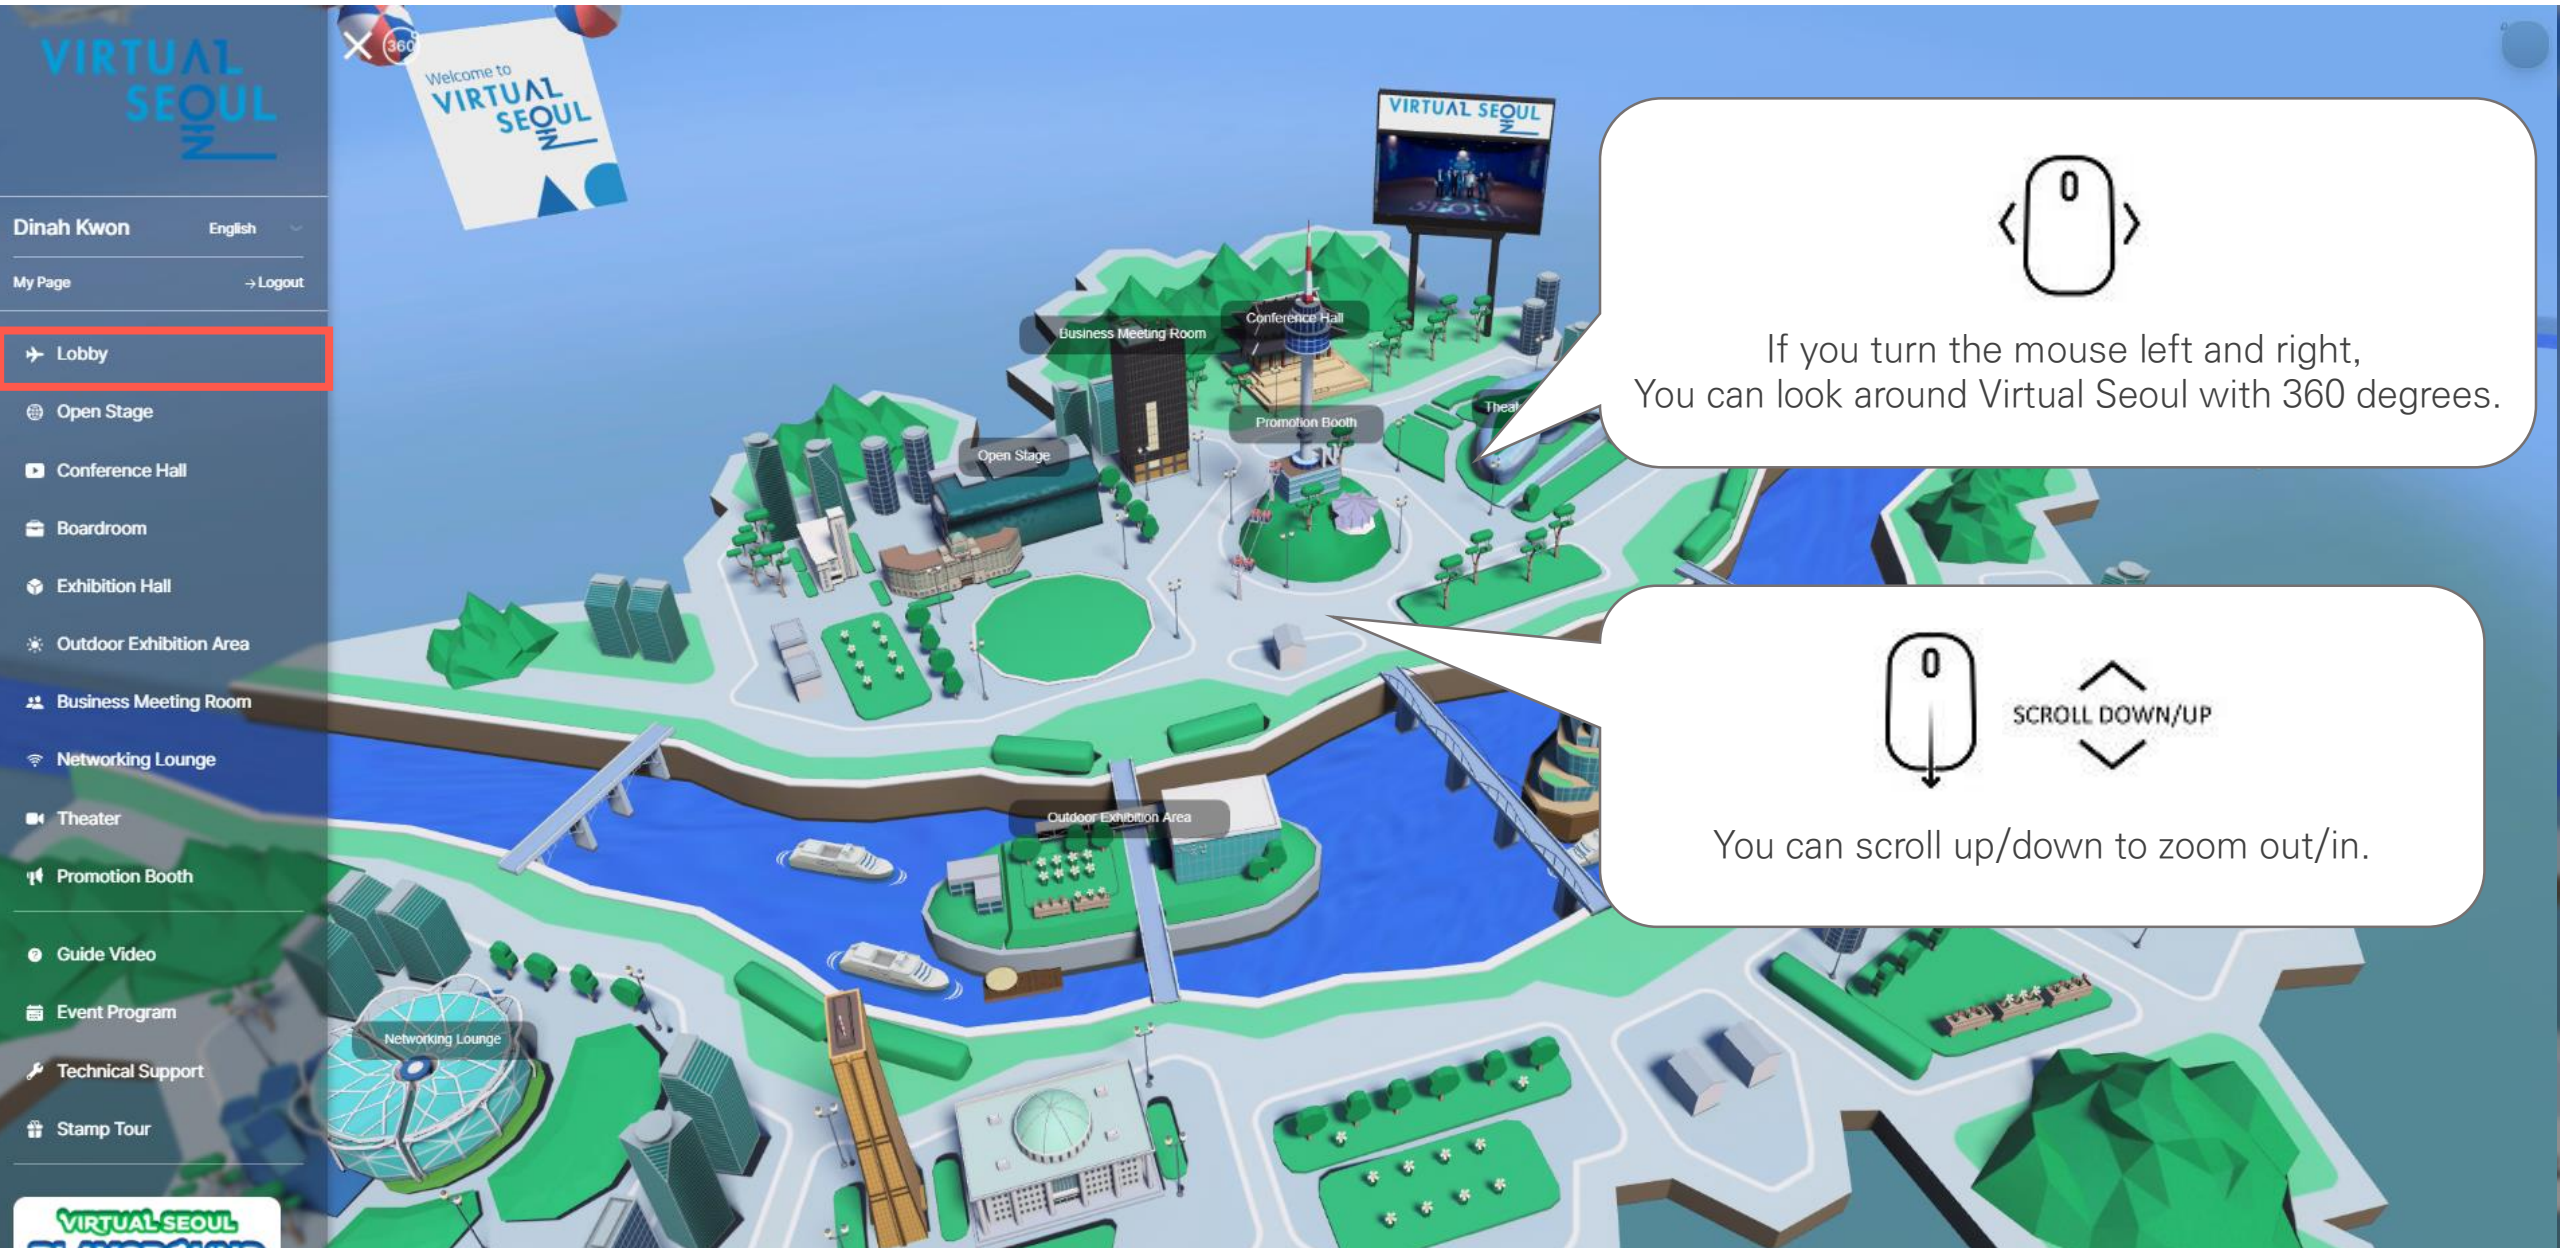 VIRTUAL
SEOUL
Dinah Kwon
English
My Page
→ Logout
Lobby
Open Stage
Conference Hall
Boardroom
Exhibition Hall
Outdoor Exhibition Area
Business Meeting Room
Networking Lounge
Theater
Promotion Booth
Guide Video
Event Program
Technical Support
Stamp Tour
VIRTUAL SEOUL
PLAYGROUND
360
Welcome to
VIRTUAL
SEOUL
VIRTUAL SEOUL
SEOUL
Business Meeting Room
Conference Hall
Promotion Booth
Open Stage
Outdoor Exhibition Area
Networking Lounge
If you turn the mouse left and right,
You can look around Virtual Seoul with 360 degrees.
SCROLL DOWN/UP
You can scroll up/down to zoom out/in.